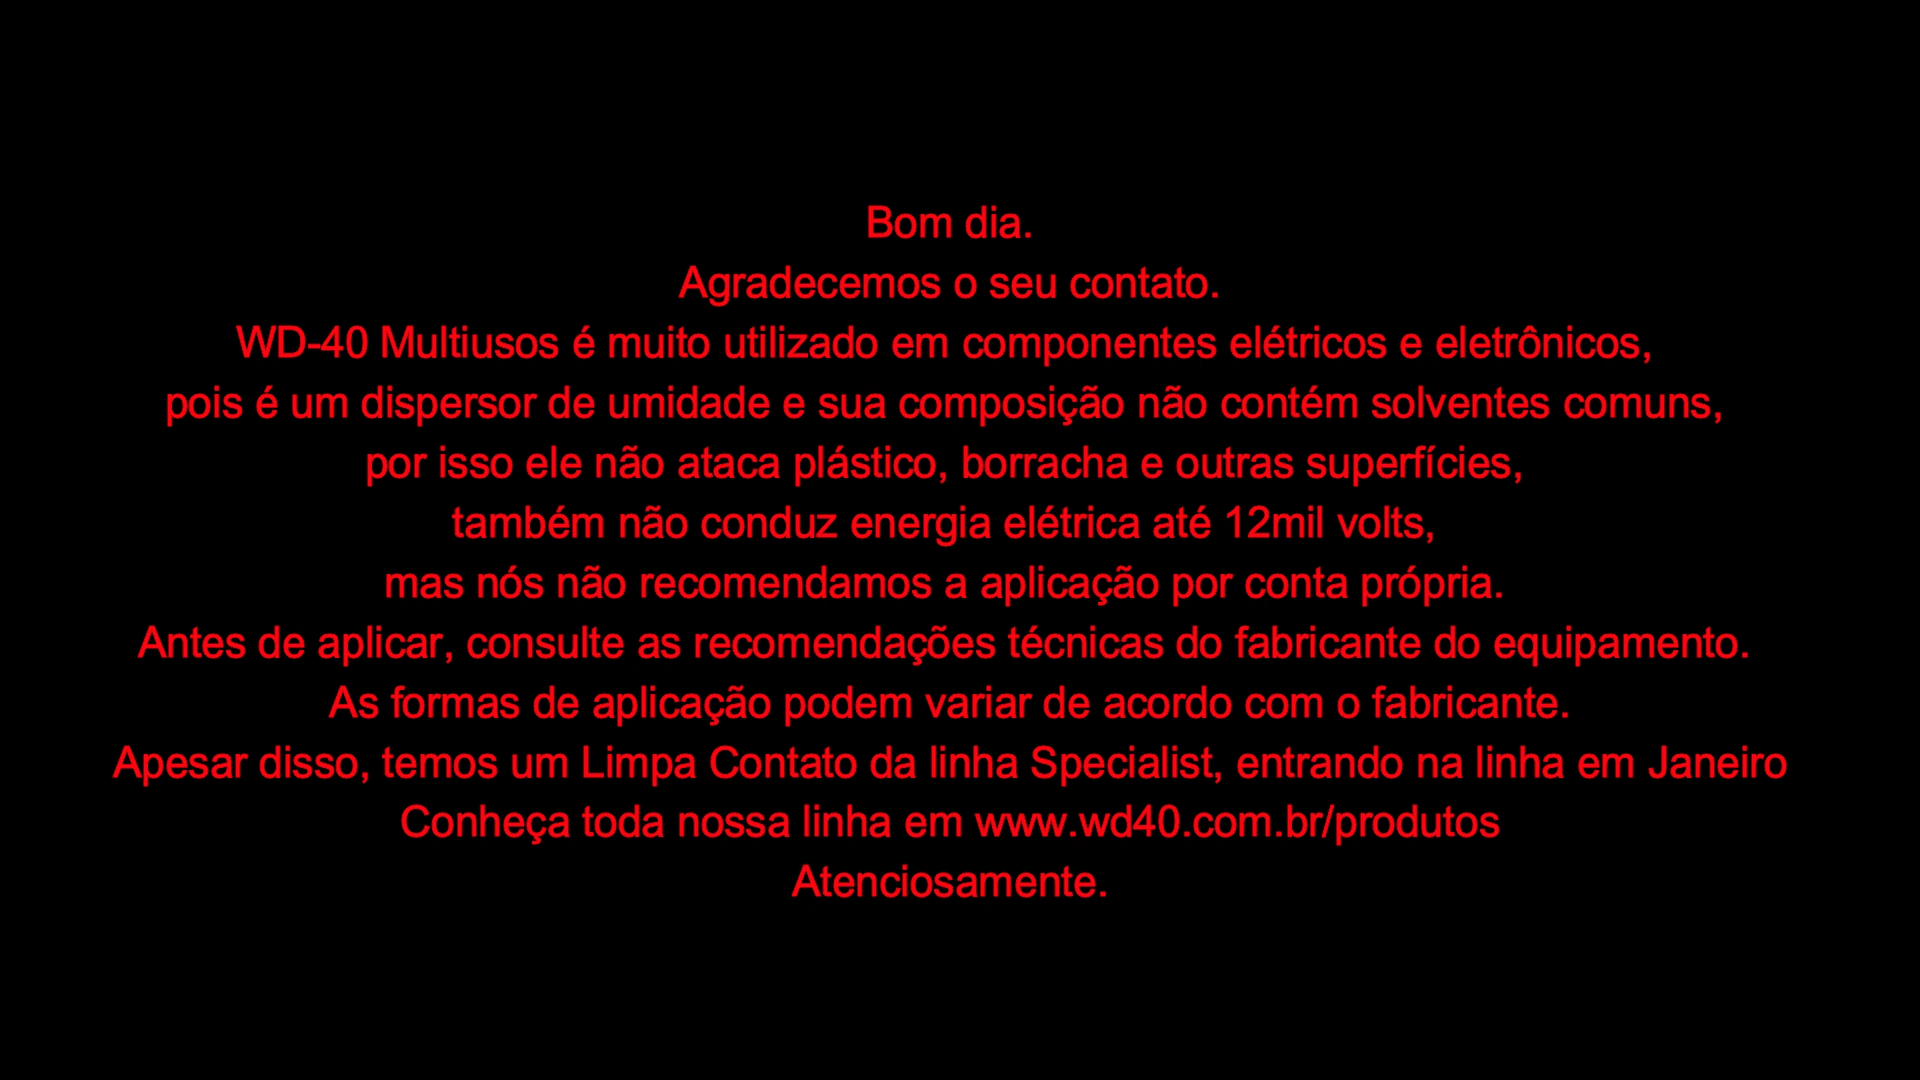 Bom dia.
Agradecemos o seu contato.
WD-40 Multiusos é muito utilizado em componentes elétricos e eletrônicos,
pois é um dispersor de umidade e sua composição não contém solventes comuns,
por isso ele não ataca plástico, borracha e outras superfícies,
também não conduz energia elétrica até 12mil volts,
mas nós não recomendamos a aplicação por conta própria.
Antes de aplicar, consulte as recomendações técnicas do fabricante do equipamento.
As formas de aplicação podem variar de acordo com o fabricante.
Apesar disso, temos um Limpa Contato da linha Specialist, entrando na linha em Janeiro
Conheça toda nossa linha em www.wd40.com.br/produtos
Atenciosamente.